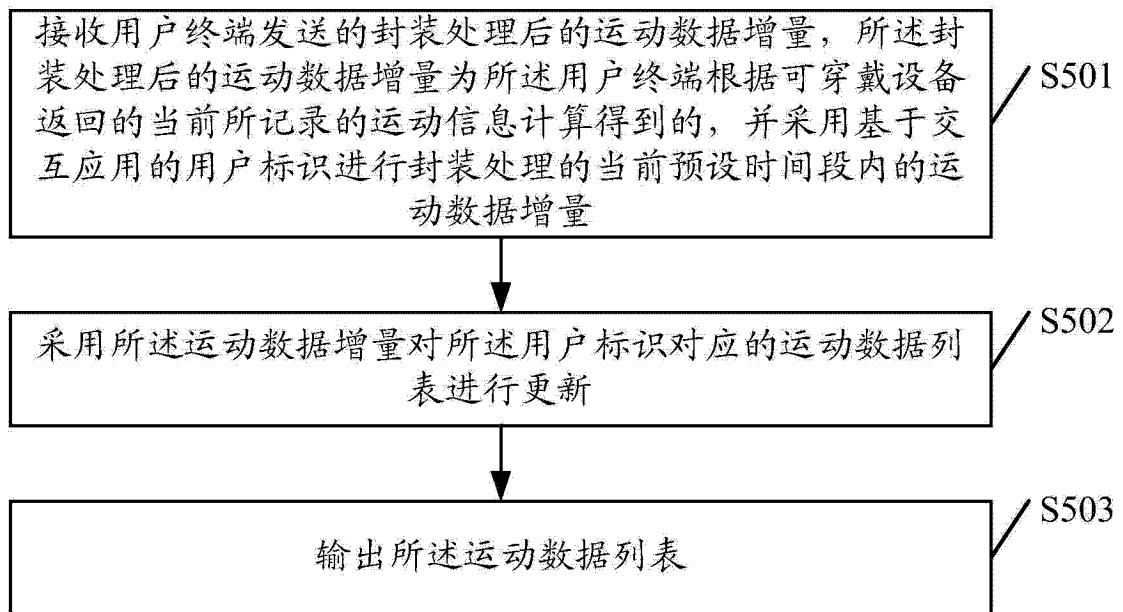 接收用户终端发送的封装处理后的运动数据增量，所述封
装处理后的运动数据增量为所述用户终端根据可穿戴设备
返回的当前所记录的运动信息计算得到的，并采用基于交
互应用的用户标识进行封装处理的当前预设时间段内的运
动数据增量
S501
采用所述运动数据增量对所述用户标识对应的运动数据列
表进行更新
S502
输出所述运动数据列表
S503